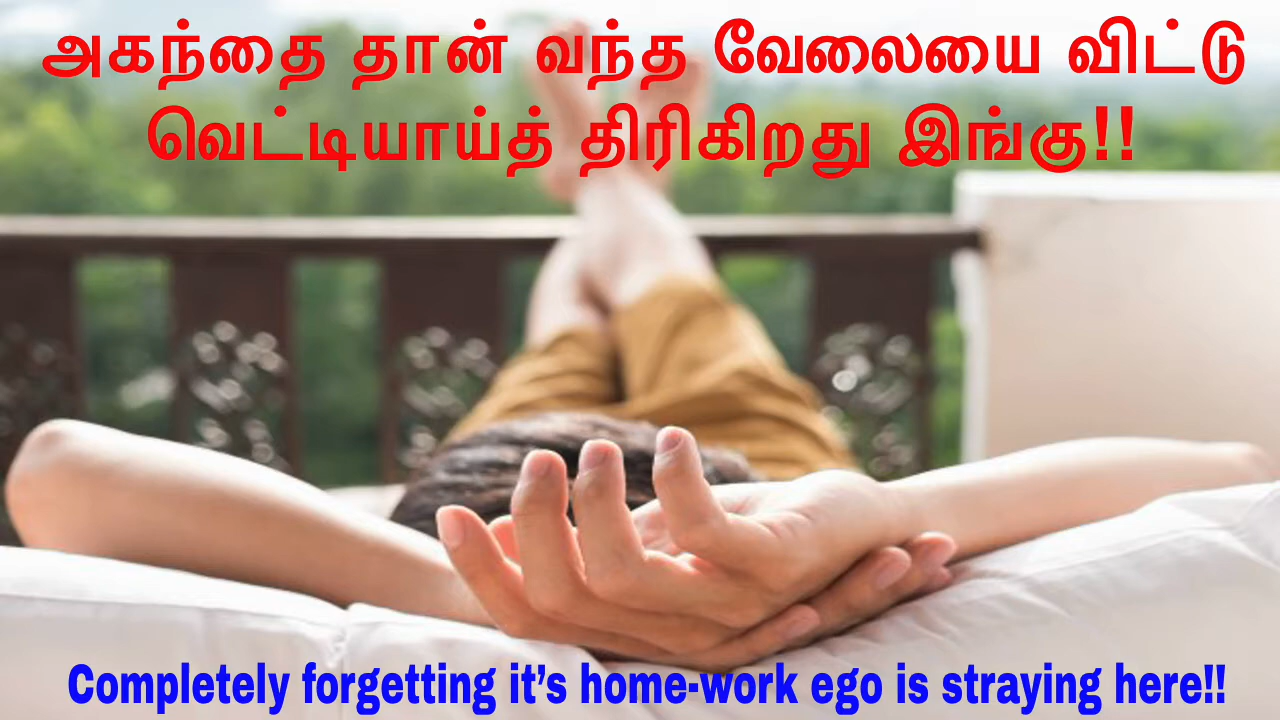 அகந்தை தான் வந்த வேலையை விட்டு
வெட்டியாய்த் திரிகிறது இங்கு!!
Completely forgetting it’s home-work ego is straying here!!